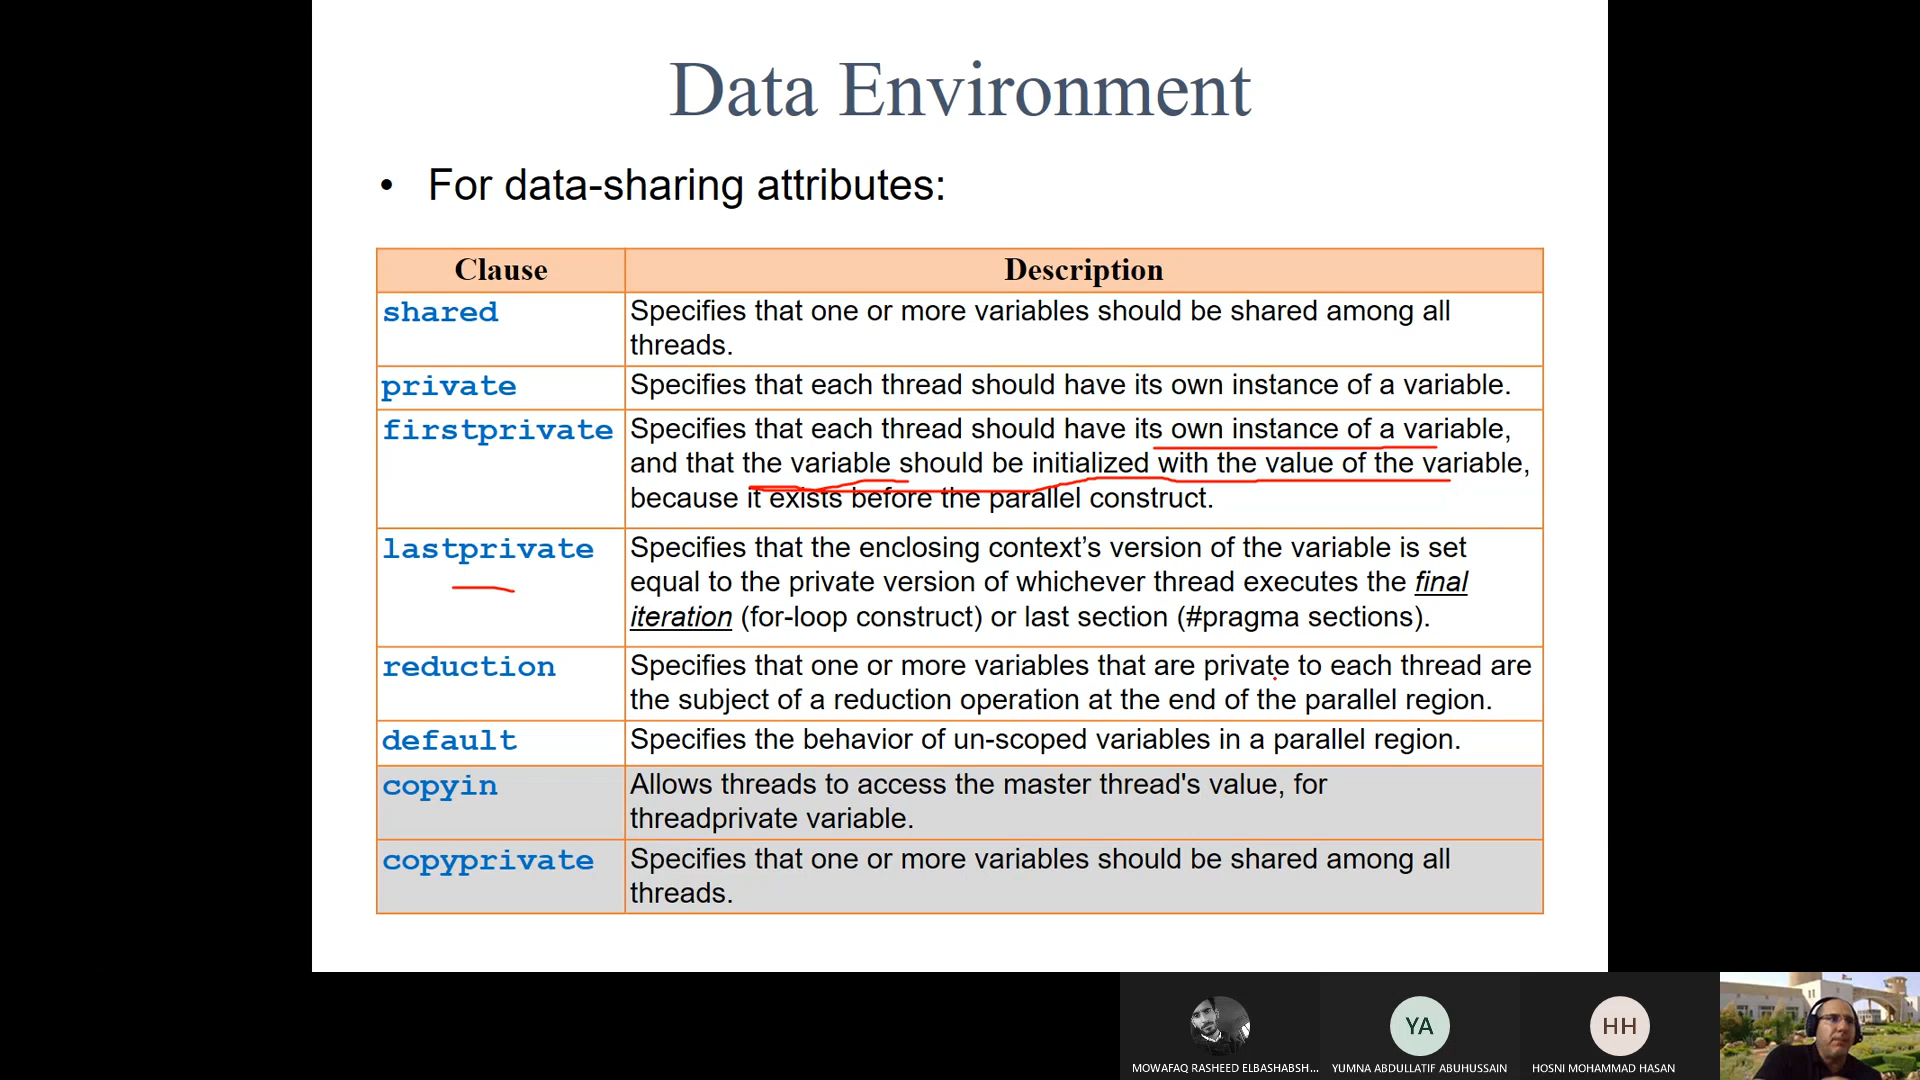 Data Environment
• For data-sharing attributes:
Clause Description
shared Specifies that one or more variables should be shared among all
threads.
private Specifies that each thread should have its own instance of a variable.
firstprivate Specifies that each thread should have its own instance of a variable,
and that the variable should be initialized with the value of the variable,
because it exists before the parallel construct.
lastprivate Specifies that the enclosing context’s version of the variable is set
equal to the private version of whichever thread executes the final
iteration (for-loop construct) or last section (#pragma sections).
reduction Specifies that one or more variables that are private to each thread are
the subject of a reduction operation at the end of the parallel region.
default Specifies the behavior of un-scoped variables in a parallel region.
copyin Allows threads to access the master thread's value, for
threadprivate variable.
copyprivate Specifies that one or more variables should be shared among all
threads.
YA HH
MOWAFAQ RASHEED ELBASHABSH... YUMNA ABDULLATIF ABUHUSSAIN HOSNI MOHAMMAD HASAN